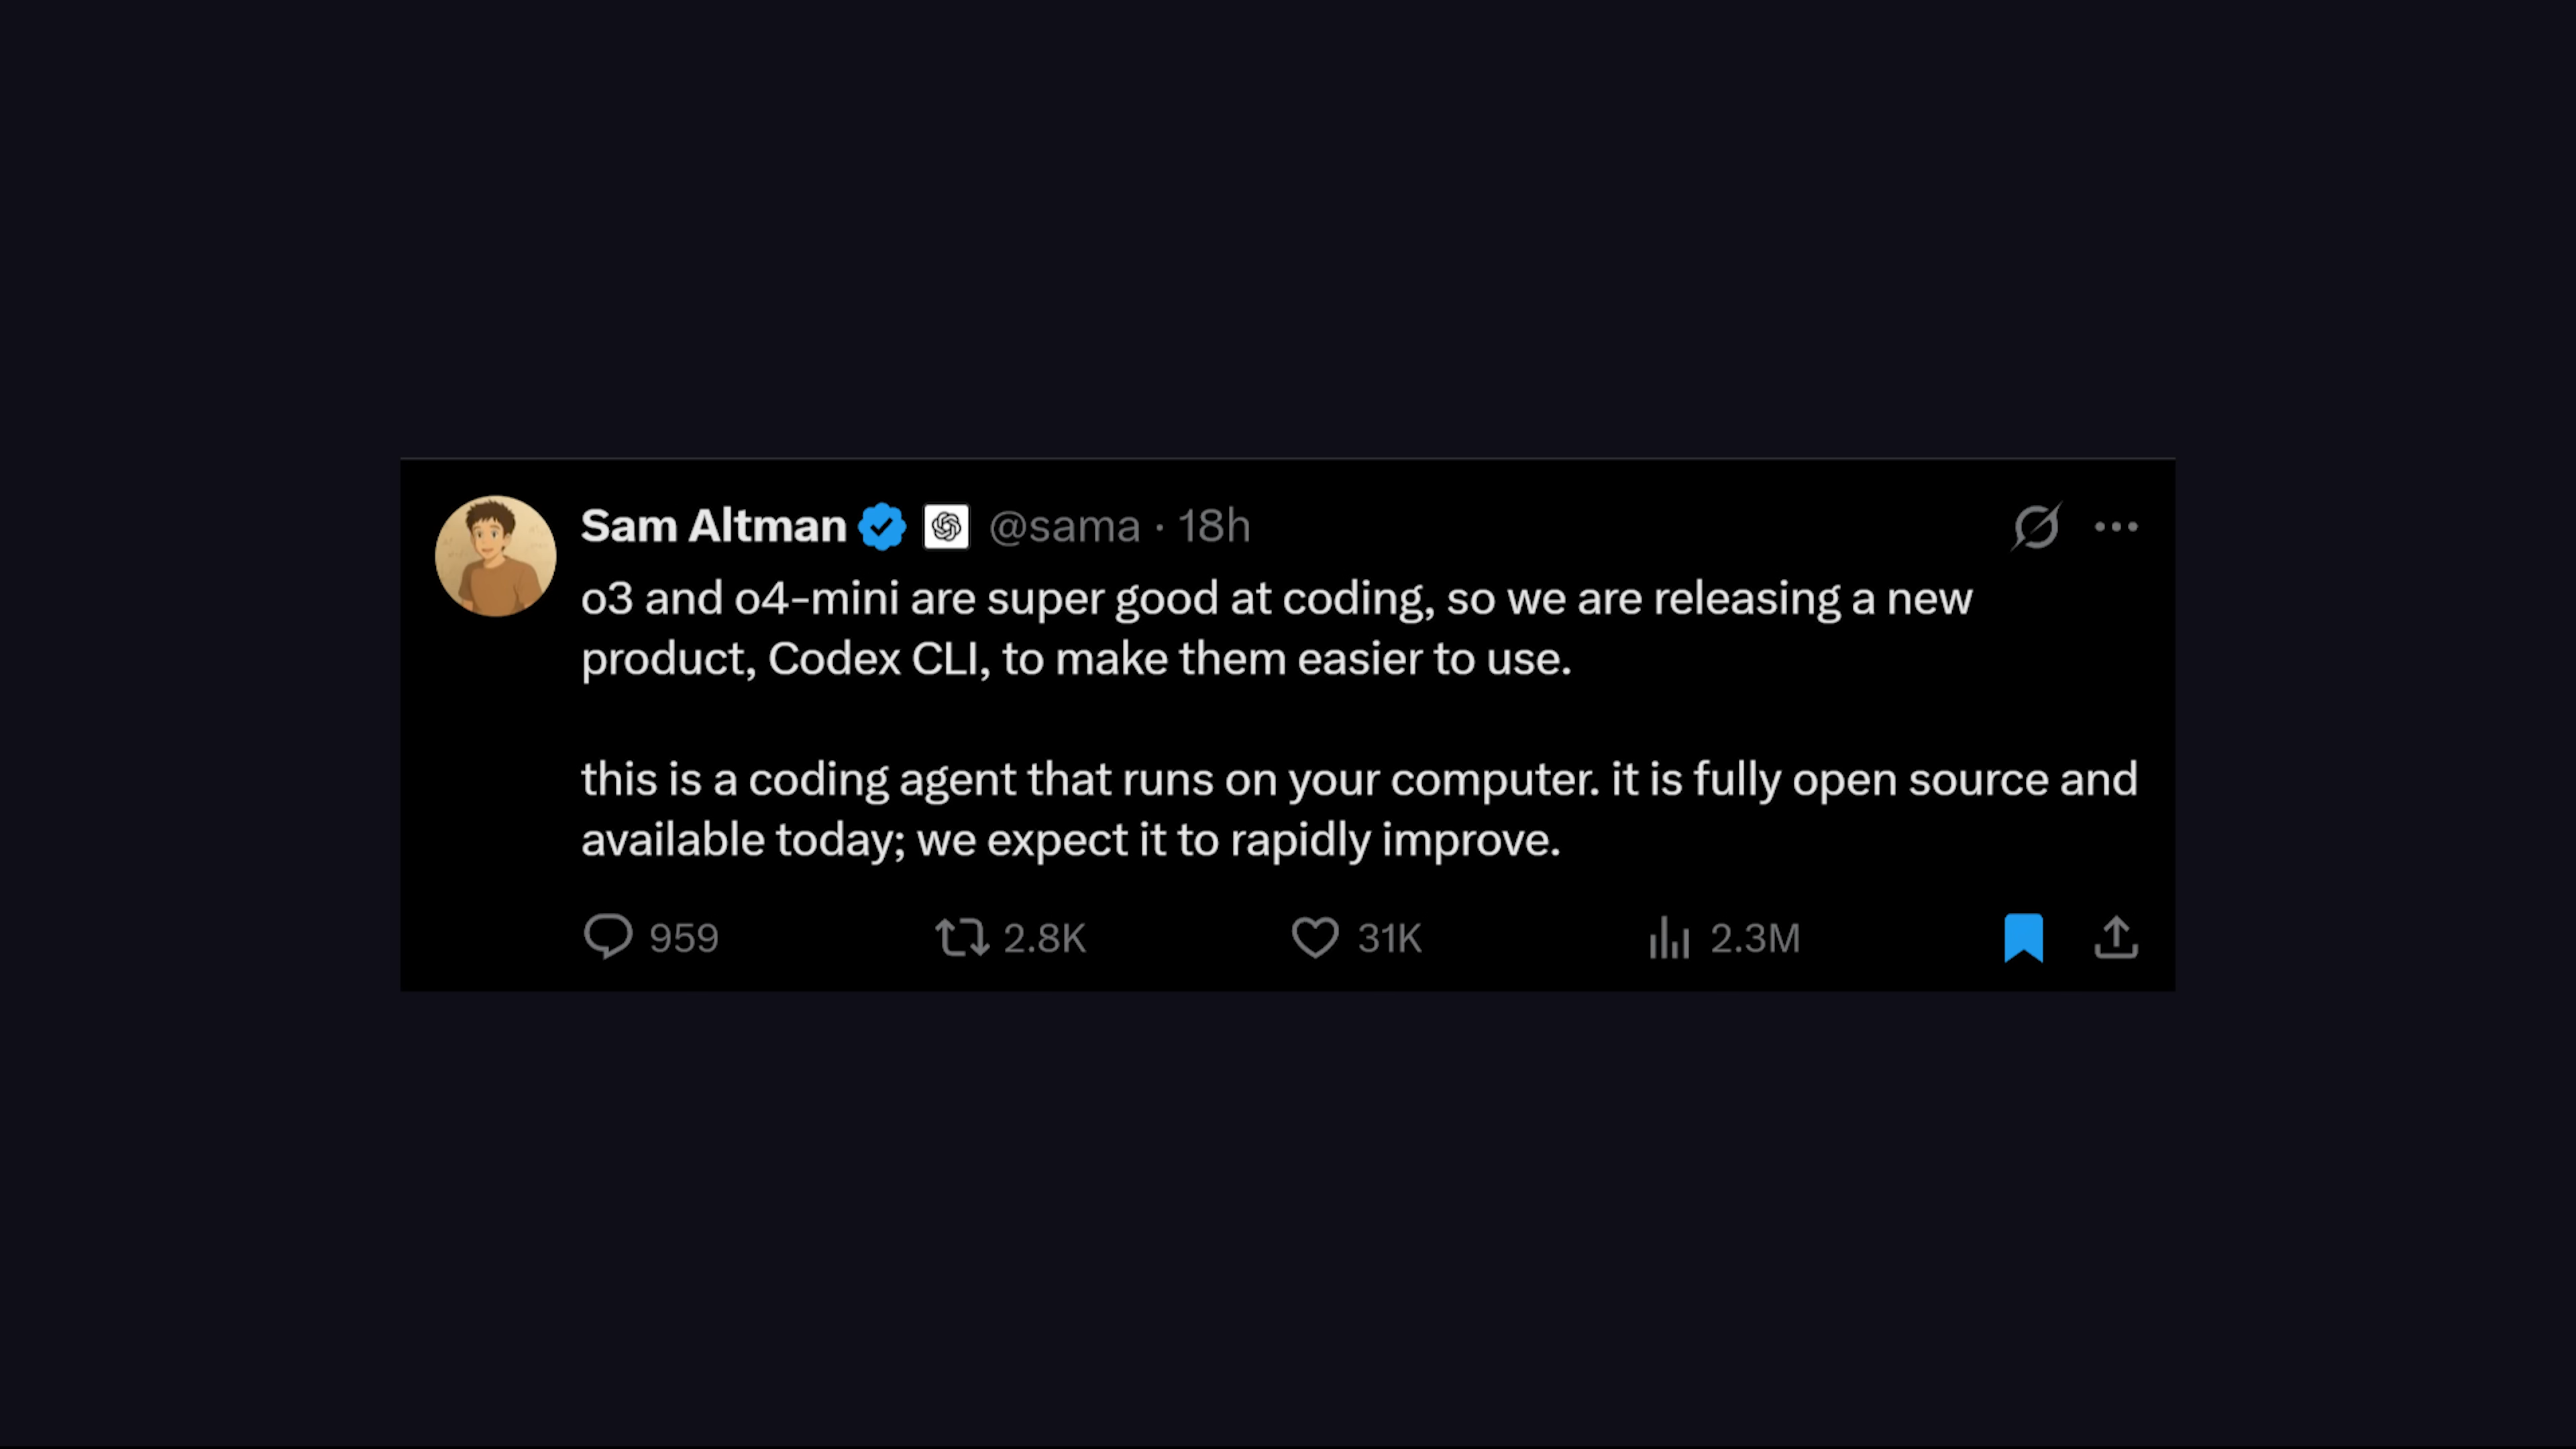 Sam Altman @sama · 18h
o3 and o4-mini are super good at coding, so we are releasing a new
product, Codex CLI, to make them easier to use.
this is a coding agent that runs on your computer. it is fully open source and
available today; we expect it to rapidly improve.
959 2.8K 31K 2.3M